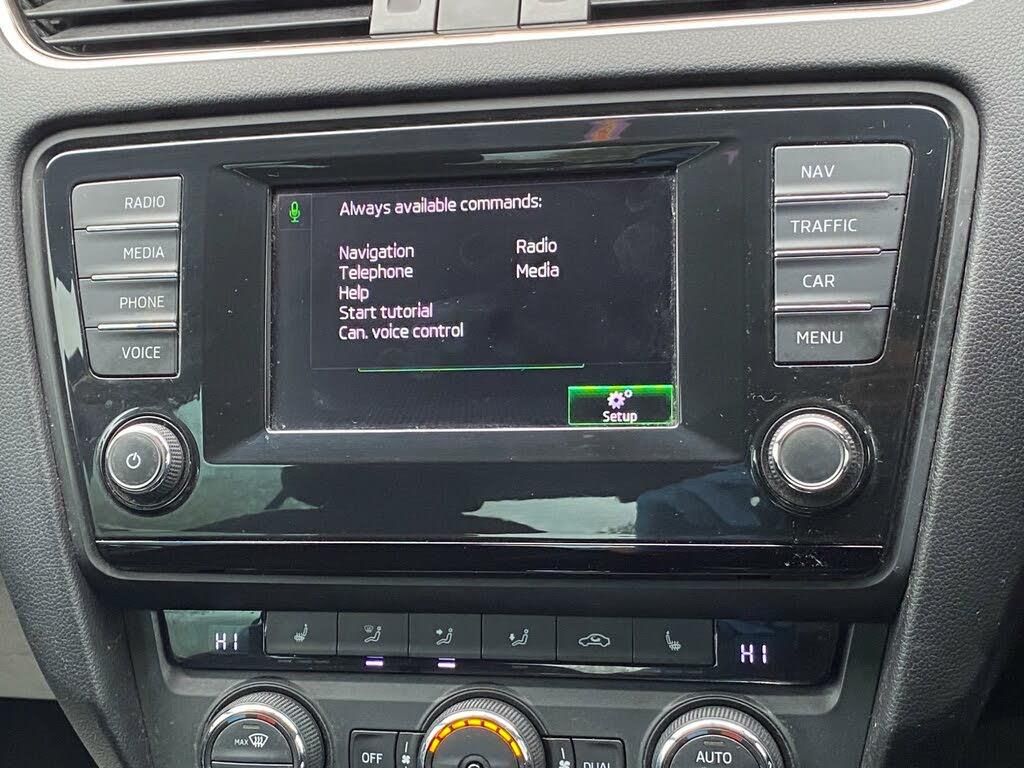 RADIO
MEDIA
PHONE
VOICE
Always available commands:
Navigation Radio
Telephone Media
Help
Start tutorial
Can. voice control
Setup
NAV
TRAFFIC
CAR
MENU
HI
HI
MAX
OFF
DUAL
AUTO